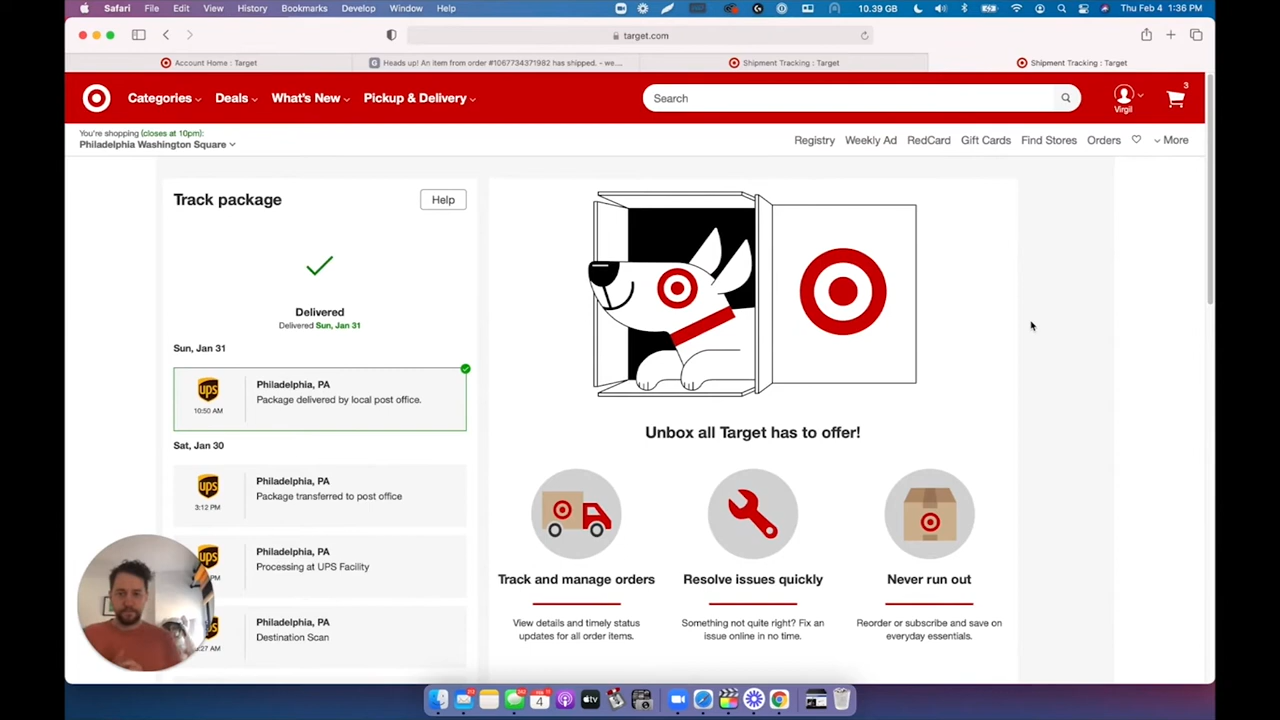 Safari File Edit View History Bookmarks Develop Window Help 10.39 GB Thu Feb 4 1:36 PM
target.com
Account Home : Target
Heads up! An item from order #1067734371982 has shipped. - we....
Shipment Tracking : Target
Shipment Tracking : Target
Categories Deals What's New Pickup & Delivery Search Virgil 3
You're shopping (closes at 10pm):
Philadelphia Washington Square
Registry Weekly Ad RedCard Gift Cards Find Stores Orders More
Track package
Help
Delivered
Delivered Sun, Jan 31
Sun, Jan 31
ups
10:50 AM
Philadelphia, PA
Package delivered by local post office.
Sat, Jan 30
ups
3:12 PM
Philadelphia, PA
Package transferred to post office
ups
Philadelphia, PA
Processing at UPS Facility
Philadelphia, PA
Destination Scan
Unbox all Target has to offer!
Track and manage orders
View details and timely status
updates for all order items.
Resolve issues quickly
Something not quite right? Fix an
issue online in no time.
Never run out
Reorder or subscribe and save on
everyday essentials.